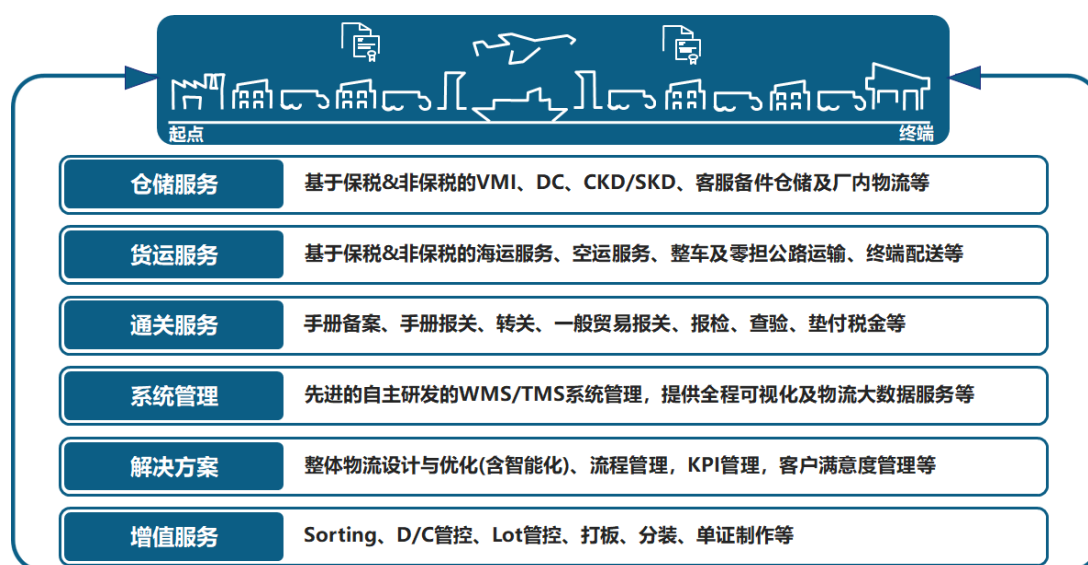 起点
终端
仓储服务
基于保税&非保税的VMI、DC、CKD/SKD、客服备件仓储及厂内物流等
货运服务
基于保税&非保税的海运服务、空运服务、整车及零担公路运输、终端配送等
通关服务
手册备案、手册报关、转关、一般贸易报关、报检、查验、垫付税金等
系统管理
先进的自主研发的WMS/TMS系统管理，提供全程可视化及物流大数据服务等
解决方案
整体物流设计与优化(含智能化)、流程管理，KPI管理，客户满意度管理等
增值服务
Sorting、D/C管控、Lot管控、打板、分装、单证制作等